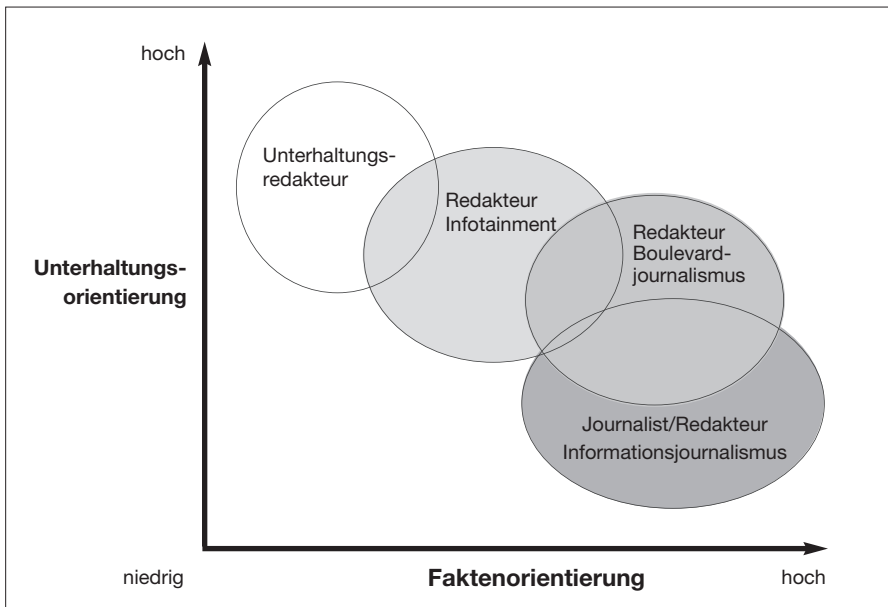 hoch
Unterhaltungs-
redakteur
Redakteur
Infotainment
Redakteur
Boulevard-
journalismus
Unterhaltungs-
orientierung
Journalist/Redakteur
Informationsjournalismus
niedrig
Faktenorientierung
hoch